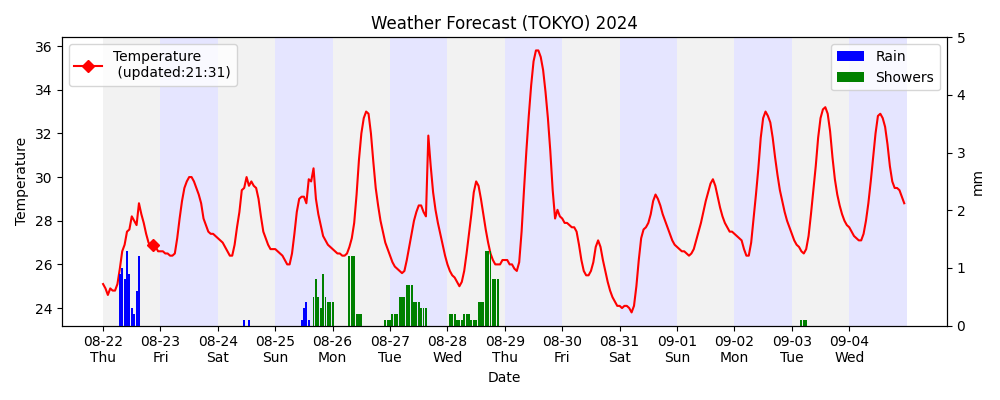 Weather Forecast (TOKYO) 2024
Temperature
(updated:21:31)
Rain
Showers
36
34
32
30
28
26
24
Temperature
5
4
3
2
1
0
mm
08-22 08-23 08-24 08-25 08-26 08-27 08-28 08-29 08-30 08-31 09-01 09-02 09-03 09-04
Thu Fri Sat Sun Mon Tue Wed Thu Fri Sat Sun Mon Tue Wed
Date